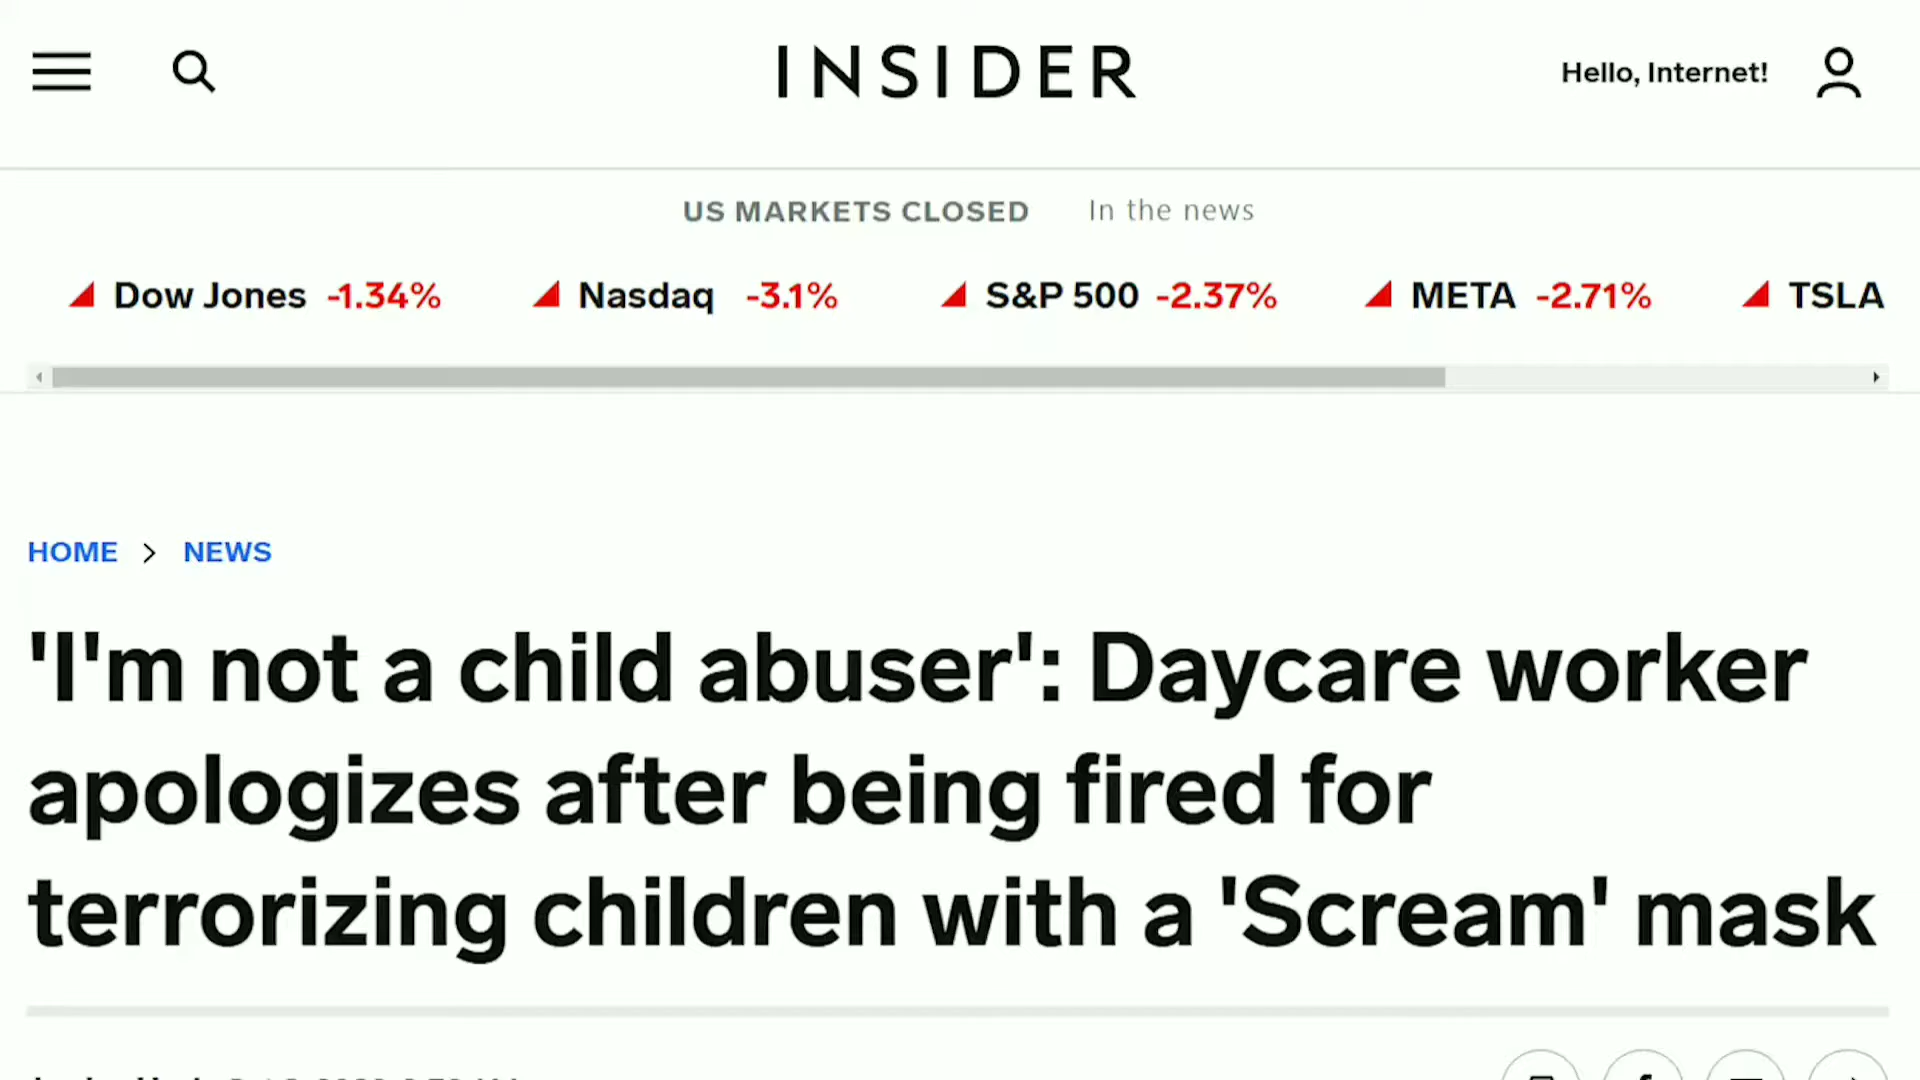 INSIDER
Hello, Internet!
US MARKETS CLOSED In the news
Dow Jones -1.34% Nasdaq -3.1% S&P 500 -2.37% META -2.71% TSLA
HOME > NEWS
'I'm not a child abuser': Daycare worker
apologizes after being fired for
terrorizing children with a 'Scream' mask